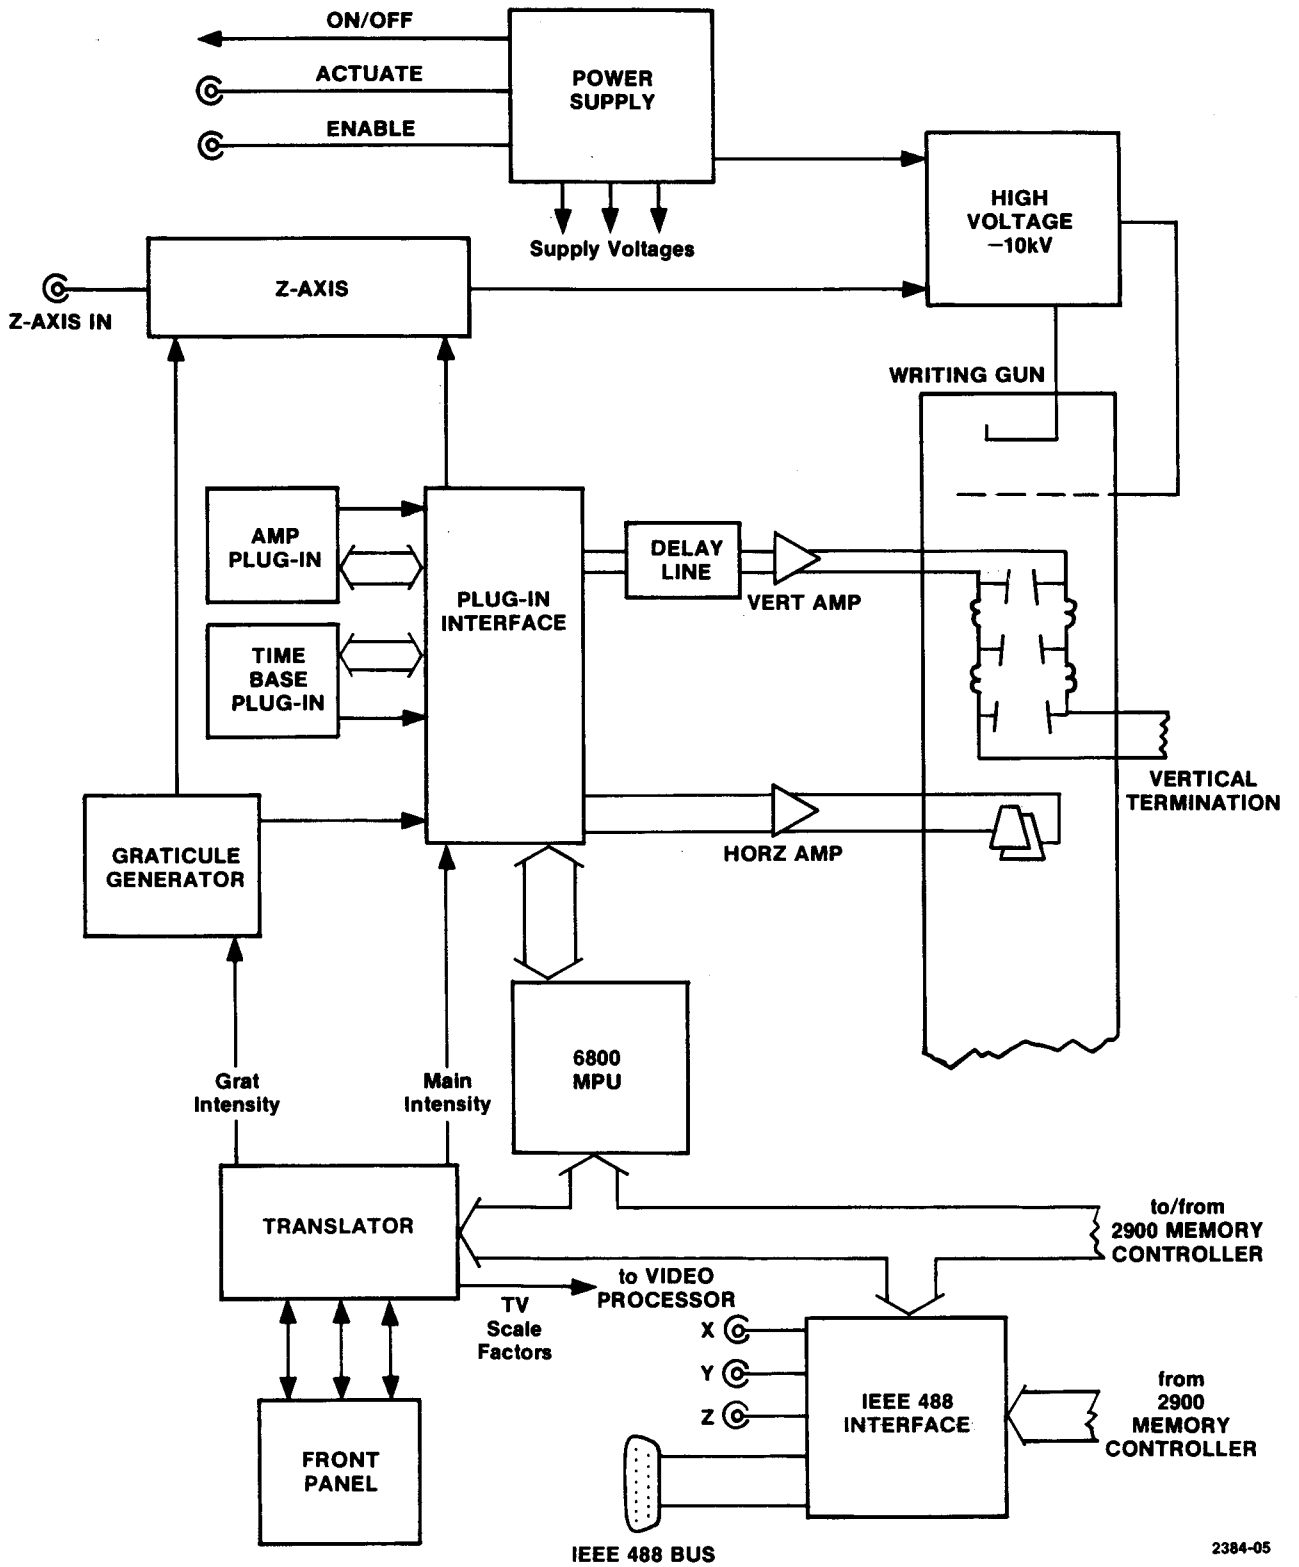 ON/OFF
ACTUATE
ENABLE
POWER
SUPPLY
Supply Voltages
HIGH
VOLTAGE
−10kV
Z-AXIS
Z-AXIS IN
WRITING GUN
AMP
PLUG-IN
PLUG-IN
INTERFACE
DELAY
LINE
VERT AMP
TIME
BASE
PLUG-IN
VERTICAL
TERMINATION
GRATICULE
GENERATOR
HORZ AMP
6800
MPU
Grat
Intensity
Main
Intensity
TRANSLATOR
to/from
2900 MEMORY
CONTROLLER
to VIDEO
PROCESSOR
TV
Scale
Factors
X
Y
Z
IEEE 488
INTERFACE
from
2900
MEMORY
CONTROLLER
FRONT
PANEL
IEEE 488 BUS
2384-05